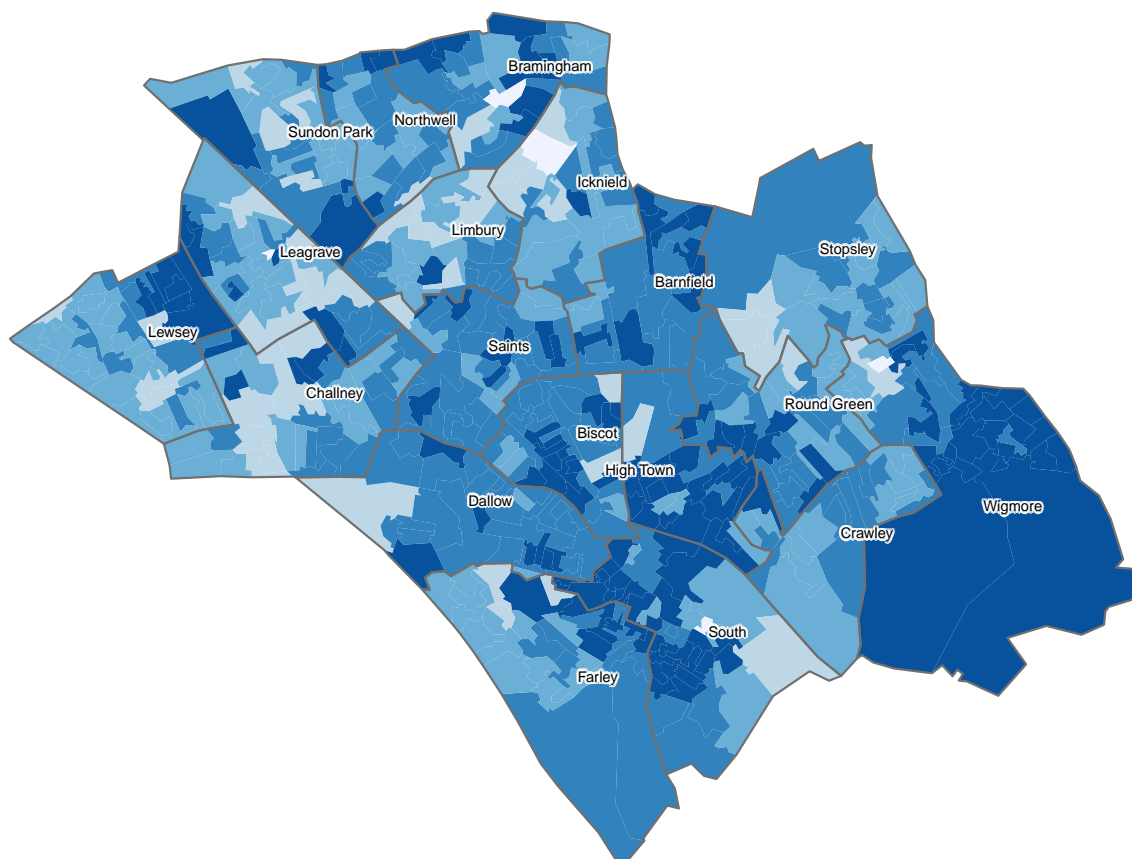 Bramingham
Northwell
Sundon Park
Icknield
Limbury
Stopsley
Leagrave
Barnfield
Lewsey
Saints
Challney
Round Green
Biscot
High Town
Dallow
Wigmore
Crawley
South
Farley